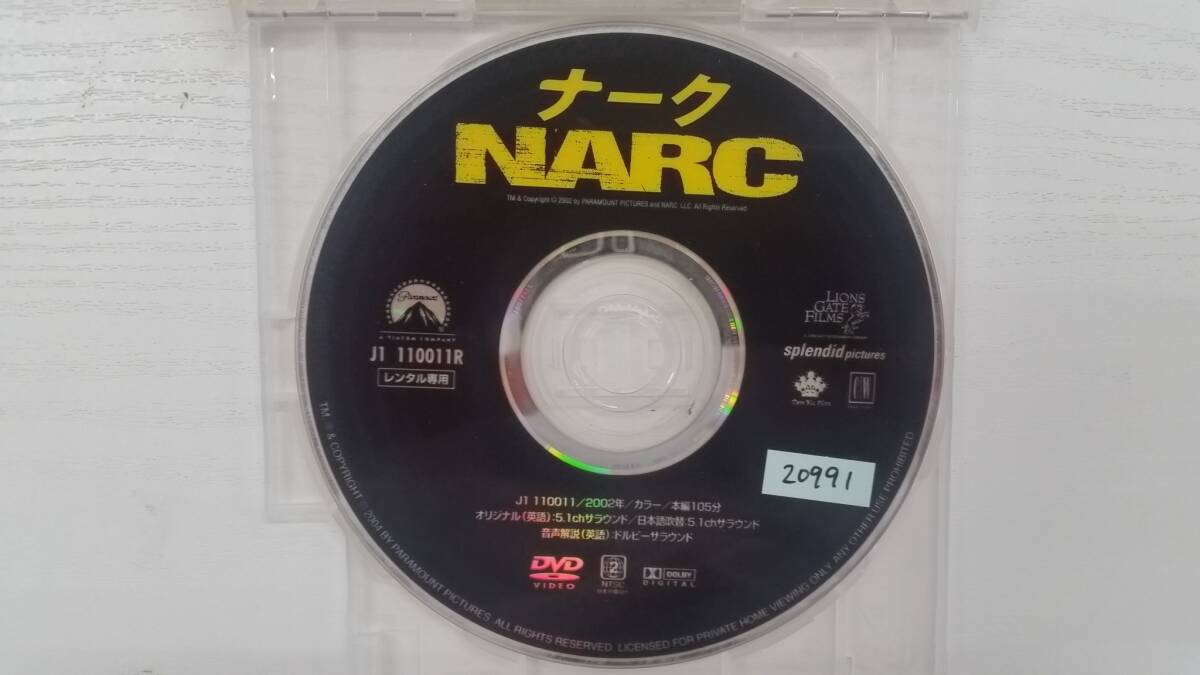 ナーク
NARC
TM & Copyright © 2002 by PARAMOUNT PICTURES and NARC LLC. All Rights Reserved
Paramount
A VIACOM COMPANY
J1 110011R
レンタル専用
LIONS
GATE
FILMS
splendid pictures
CW
20991
J1 110011/2002年/カラー/本編105分
オリジナル(英語):5.1chサラウンド/日本語吹替:5.1chサラウンド
音声解説(英語):ドルビーサラウンド
DVD
VIDEO
2
NTSC
DOLBY
DIGITAL
TM ® & COPYRIGHT © 2004 BY PARAMOUNT PICTURES. ALL RIGHTS RESERVED. LICENSED FOR PRIVATE HOME VIEWING ONLY. ANY OTHER USE PROHIBITED